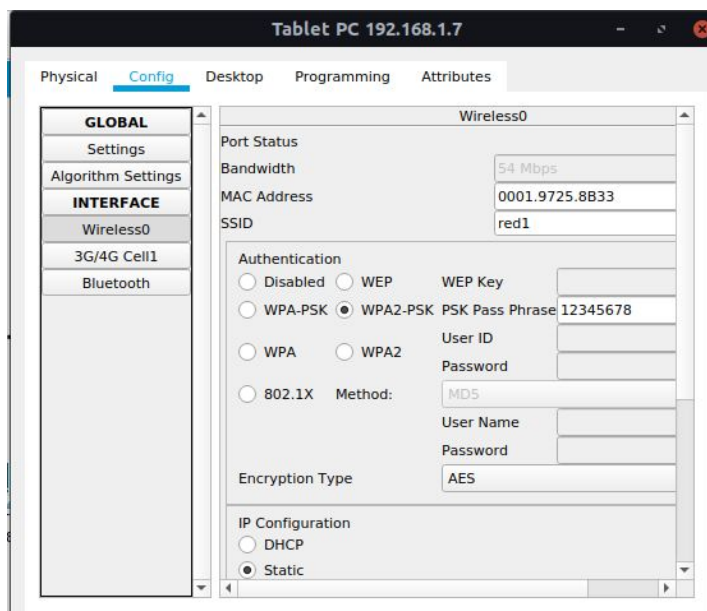 Tablet PC 192.168.1.7
Physical Config Desktop Programming Attributes
GLOBAL
Settings
Algorithm Settings
INTERFACE
Wireless0
3G/4G Cell1
Bluetooth
Wireless0
Port Status
Bandwidth 54 Mbps
MAC Address 0001.9725.8B33
SSID red1
Authentication
Disabled WEP WEP Key
WPA-PSK WPA2-PSK PSK Pass Phrase 12345678
User ID
WPA WPA2
Password
802.1X Method: MD5
User Name
Password
Encryption Type AES
IP Configuration
DHCP
Static